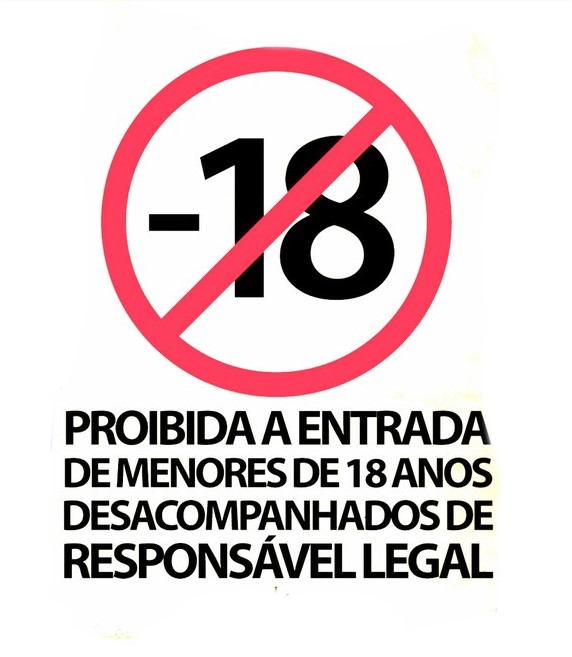 -18
PROIBIDA A ENTRADA
DE MENORES DE 18 ANOS
DESACOMPANHADOS DE
RESPONSÁVEL LEGAL